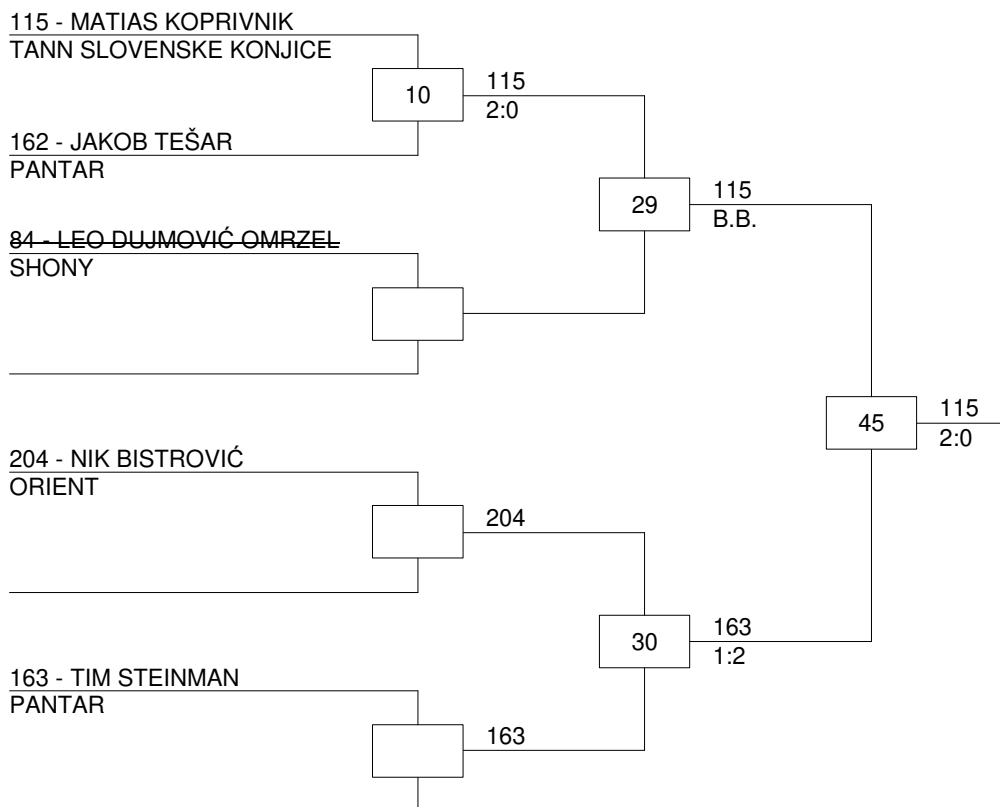 115 - MATIAS KOPRIVNIK
TANN SLOVENSKE KONJICE
10
115
2:0
162 - JAKOB TEŠAR
PANTAR
29
115
B.B.
84 - LEO DUJMOVIĆ OMRZEL
SHONY
45
115
2:0
204 - NIK BISTROVIĆ
ORIENT
204
30
163
1:2
163 - TIM STEINMAN
PANTAR
163